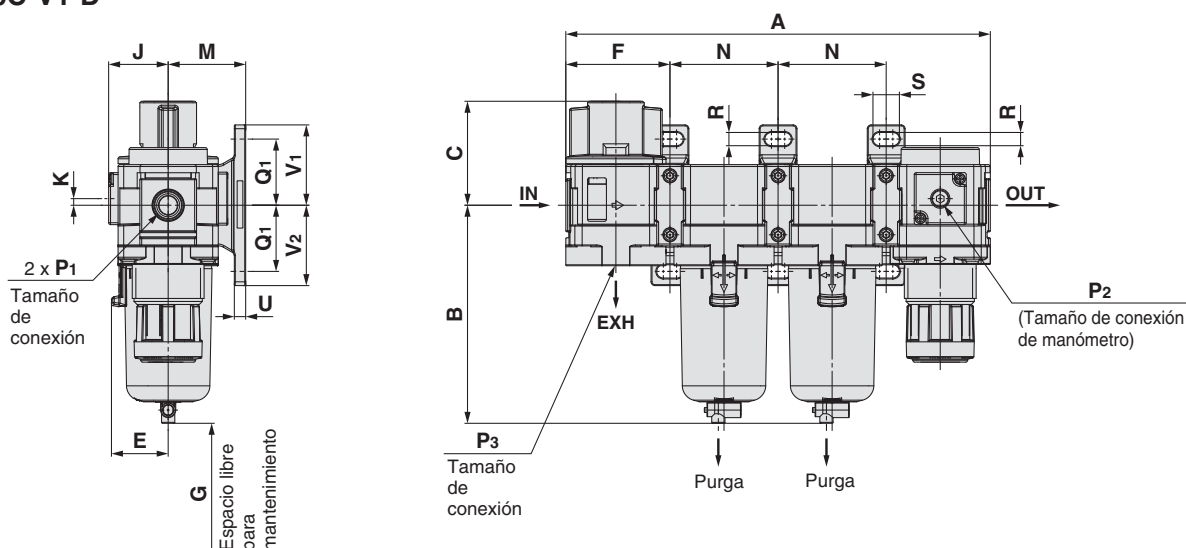 J
M
K
Q1
V1
Q1
V2
2 x P1
Tamaño
de
conexión
U
E
G
Espacio libre
para
mantenimiento
A
F
N
N
S
R
R
C
IN
OUT
B
EXH
P2
(Tamaño de conexión
de manómetro)
P3
Tamaño
de
conexión
Purga
Purga